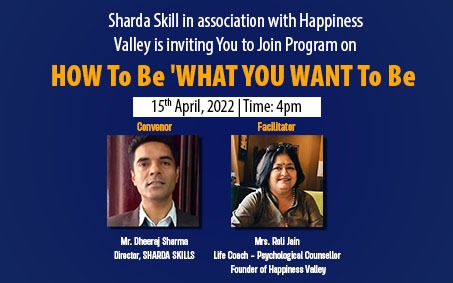 Sharda Skill in association with Happiness
Valley is inviting You to Join Program on
HOW To Be 'WHAT YOU WANT To Be
15th April, 2022 | Time: 4pm
Convenor
Facilitator
Mr. Dheeraj Sharma
Director, SHARDA SKILLS
Mrs. Roli Jain
Life Coach - Psychological Counsellor
Founder of Happiness Valley